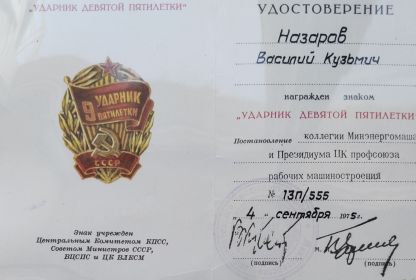 "УДАРНИК ДЕВЯТОЙ ПЯТИЛЕТКИ"
9 УДАРНИК
ПЯТИЛЕТКИ
СССР
Знак учрежден
Центральным Комитетом КПСС,
Советом Министров СССР,
ВЦСПС и ЦК ВЛКСМ
УДОСТОВЕРЕНИЕ
Назарав
Василий Кузьмич
награжден знаком
"УДАРНИК ДЕВЯТОЙ ПЯТИЛЕТКИ
Постановление коллегии Минэнергомаша
и Президиума ЦК профсоюза
рабочих машиностроения
№ 13П/555
"4" сентября 1975г.
м.
(подпись) (подпись)